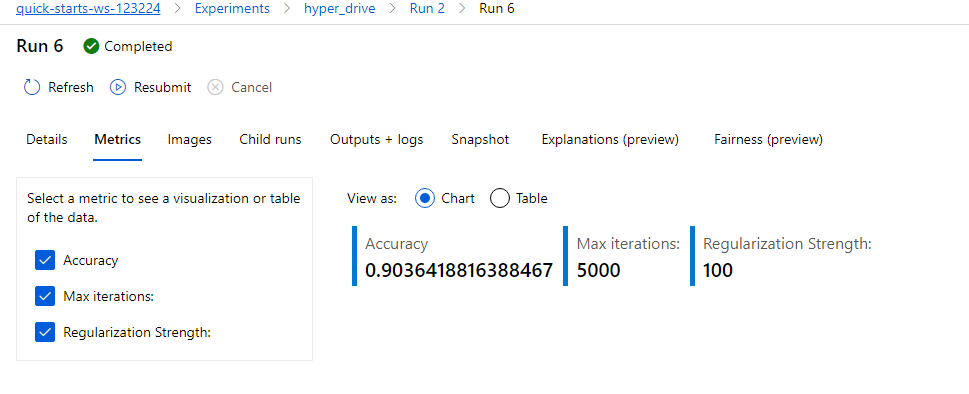 quick-starts-ws-123224 > Experiments > hyper_drive > Run 2 > Run 6
Run 6 Completed
Refresh Resubmit Cancel
Details Metrics Images Child runs Outputs + logs Snapshot Explanations (preview) Fairness (preview)
Select a metric to see a visualization or table
of the data.
Accuracy
Max iterations:
Regularization Strength:
View as: Chart Table
Accuracy Max iterations: Regularization Strength:
0.9036418816388467 5000 100